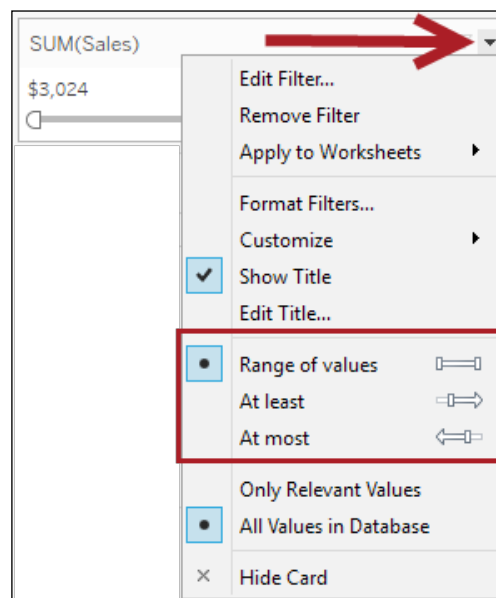 SUM(Sales)
$3,024
Edit Filter...
Remove Filter
Apply to Worksheets
Format Filters...
Customize
Show Title
Edit Title...
Range of values
At least
At most
Only Relevant Values
All Values in Database
Hide Card